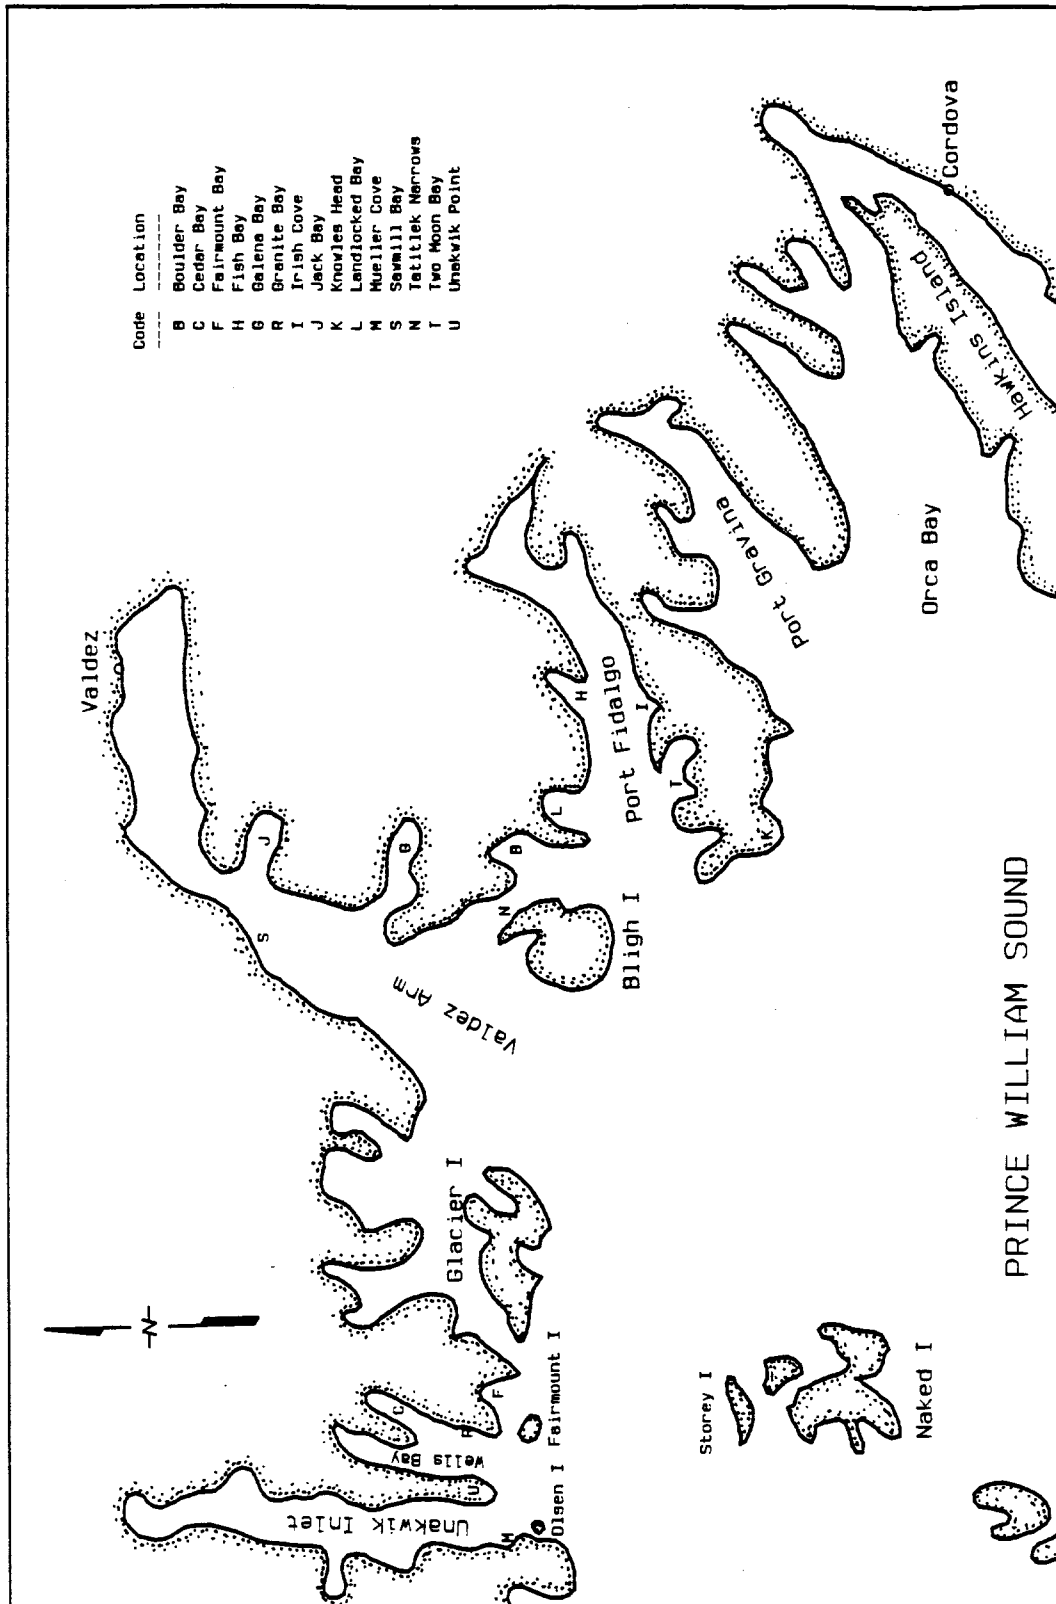 Code Location
---- --------
B Boulder Bay
C Cedar Bay
F Fairmount Bay
H Fish Bay
G Galena Bay
R Granite Bay
I Irish Cove
J Jack Bay
K Knowles Head
L Landlocked Bay
M Mueller Cove
S Sawmill Bay
N Tatitlek Narrows
T Two Moon Bay
U Unakwik Point
Valdez
J
S
G
Valdez Arm
N
B
L
H
Bligh I
Port Fidalgo
I
T
K
Port Gravina
Orca Bay
Hawkins Island
Cordova
N
Glacier I
Fairmount I
F
C
R
Wells Bay
U
Unakwik Inlet
M
Olsen I
Storey I
Naked I
PRINCE WILLIAM SOUND